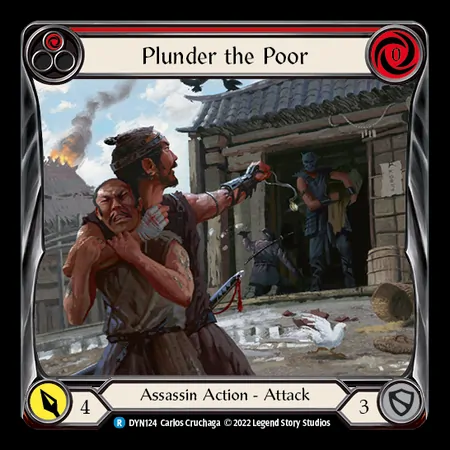 Plunder the Poor
0
Assassin Action - Attack
4
3
R DYN124 Carlos Cruchaga © 2022 Legend Story Studios